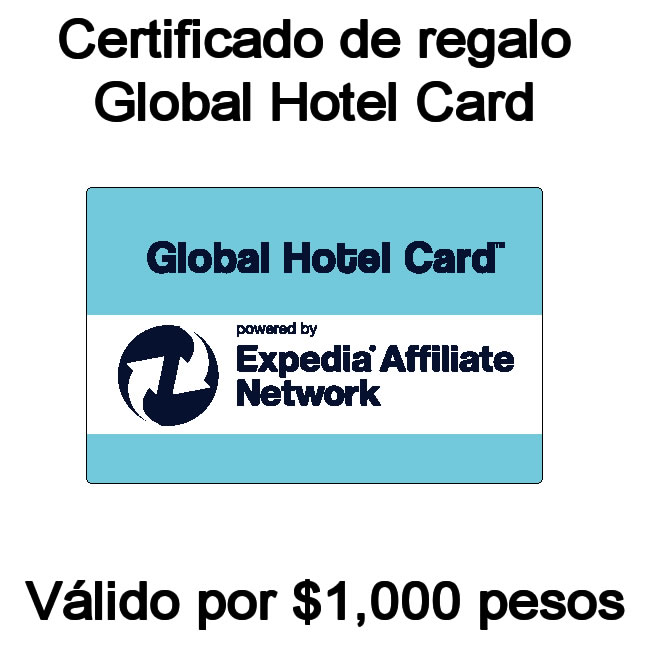 Certificado de regalo
Global Hotel Card
Global Hotel Card™
powered by
Expedia® Affiliate
Network
Válido por $1,000 pesos